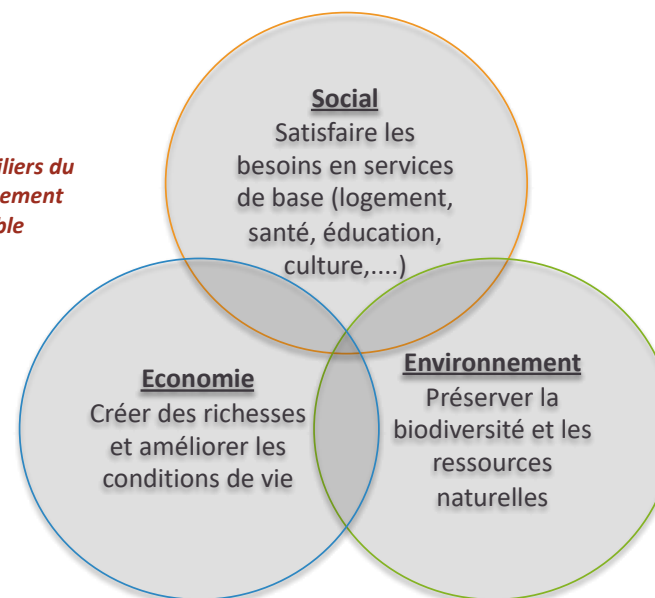 Social
Satisfaire les
besoins en services
de base (logement,
santé, éducation,
culture,....)
iliers du
ement
ble
Economie
Créer des richesses
et améliorer les
conditions de vie
Environnement
Préserver la
biodiversité et les
ressources
naturelles